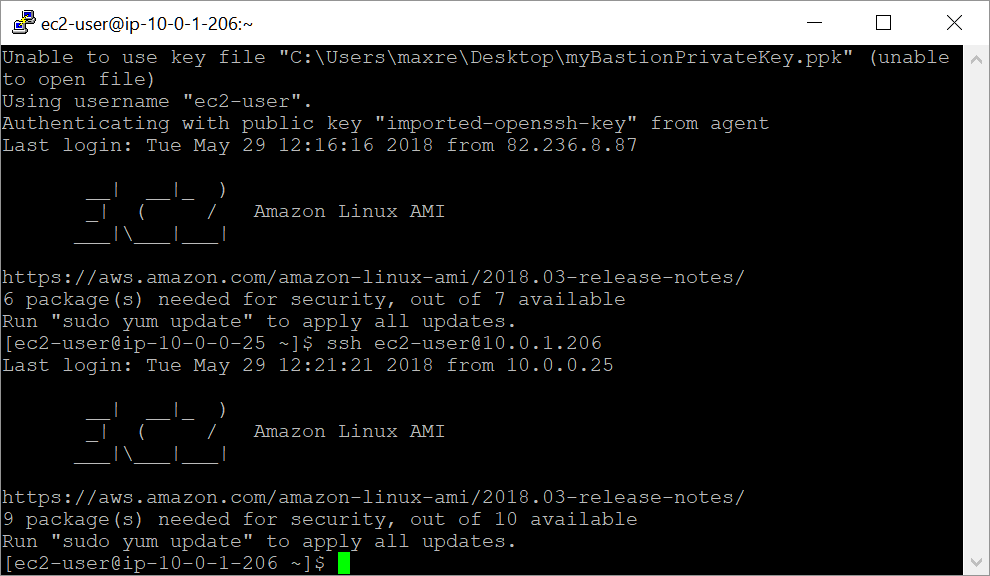 ec2-user@ip-10-0-1-206:~
Unable to use key file "C:\Users\maxre\Desktop\myBastionPrivateKey.ppk" (unable
to open file)
Using username "ec2-user".
Authenticating with public key "imported-openssh-key" from agent
Last login: Tue May 29 12:16:16 2018 from 82.236.8.87
       __|  __|_  )
       _|  (     /   Amazon Linux AMI
      ___|\___|___|
https://aws.amazon.com/amazon-linux-ami/2018.03-release-notes/
6 package(s) needed for security, out of 7 available
Run "sudo yum update" to apply all updates.
[ec2-user@ip-10-0-0-25 ~]$ ssh ec2-user@10.0.1.206
Last login: Tue May 29 12:21:21 2018 from 10.0.0.25
       __|  __|_  )
       _|  (     /   Amazon Linux AMI
      ___|\___|___|
https://aws.amazon.com/amazon-linux-ami/2018.03-release-notes/
9 package(s) needed for security, out of 10 available
Run "sudo yum update" to apply all updates.
[ec2-user@ip-10-0-1-206 ~]$